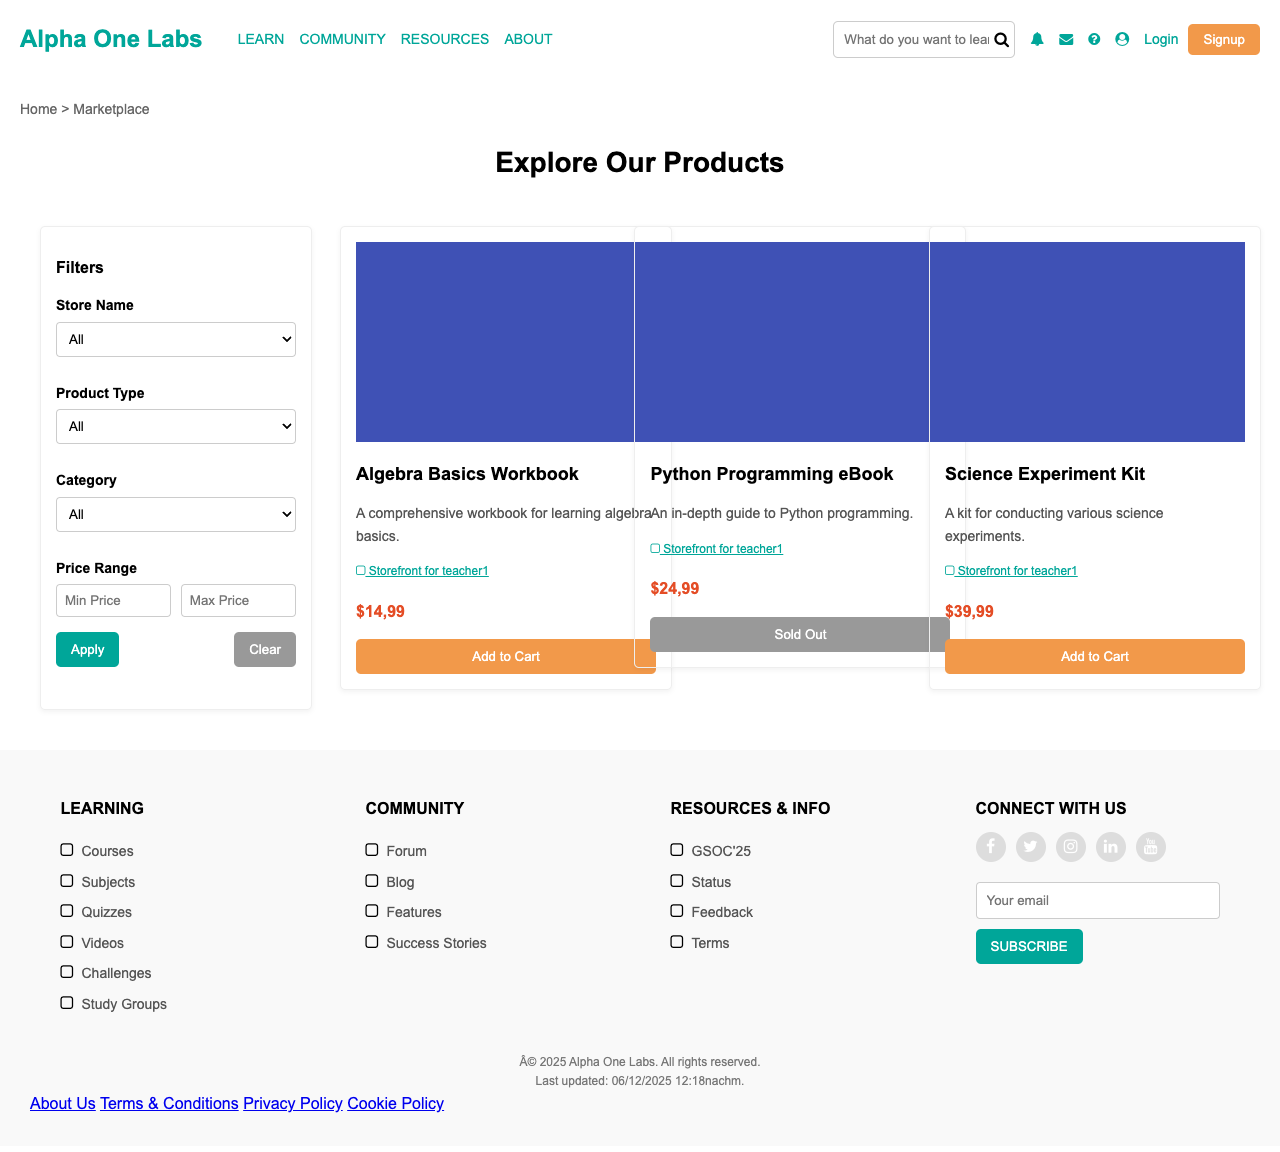 Alpha One Labs
LEARN COMMUNITY RESOURCES ABOUT
What do you want to lear
Login
Signup
Home > Marketplace
Explore Our Products
Filters
Store Name
All
Product Type
All
Category
All
Price Range
Min Price
Max Price
Apply
Clear
Algebra Basics Workbook
A comprehensive workbook for learning algebra
basics.
Storefront for teacher1
$14,99
Add to Cart
Python Programming eBook
An in-depth guide to Python programming.
Storefront for teacher1
$24,99
Sold Out
Science Experiment Kit
A kit for conducting various science
experiments.
Storefront for teacher1
$39,99
Add to Cart
LEARNING
Courses
Subjects
Quizzes
Videos
Challenges
Study Groups
COMMUNITY
Forum
Blog
Features
Success Stories
RESOURCES & INFO
GSOC'25
Status
Feedback
Terms
CONNECT WITH US
Your email
SUBSCRIBE
Â© 2025 Alpha One Labs. All rights reserved.
Last updated: 06/12/2025 12:18nachm.
About Us Terms & Conditions Privacy Policy Cookie Policy